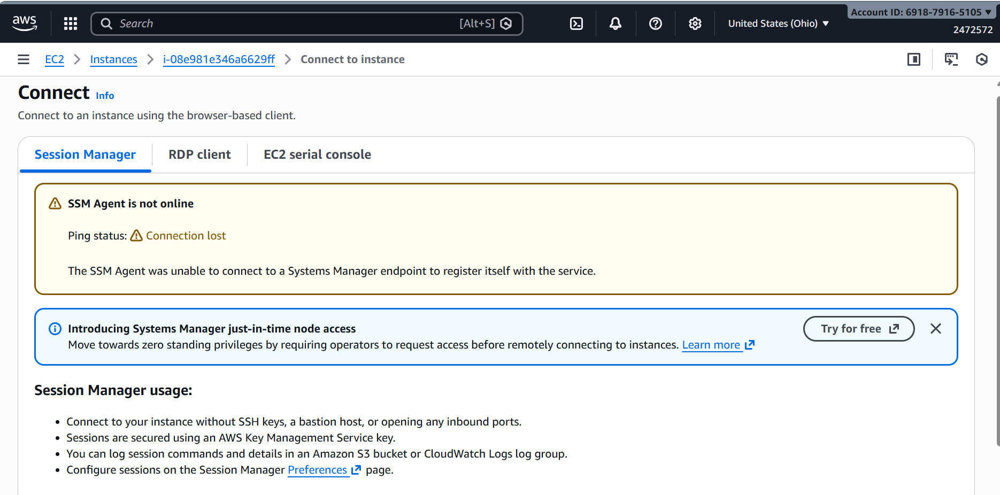 aws
Search
[Alt+S]
United States (Ohio)
Account ID: 6918-7916-5105
2472572
EC2
Instances
i-08e981e346a6629ff
Connect to instance
Connect Info
Connect to an instance using the browser-based client.
Session Manager
RDP client
EC2 serial console
SSM Agent is not online
Ping status: Connection lost
The SSM Agent was unable to connect to a Systems Manager endpoint to register itself with the service.
Introducing Systems Manager just-in-time node access
Move towards zero standing privileges by requiring operators to request access before remotely connecting to instances. Learn more
Try for free
Session Manager usage:
• Connect to your instance without SSH keys, a bastion host, or opening any inbound ports.
• Sessions are secured using an AWS Key Management Service key.
• You can log session commands and details in an Amazon S3 bucket or CloudWatch Logs log group.
• Configure sessions on the Session Manager Preferences page.